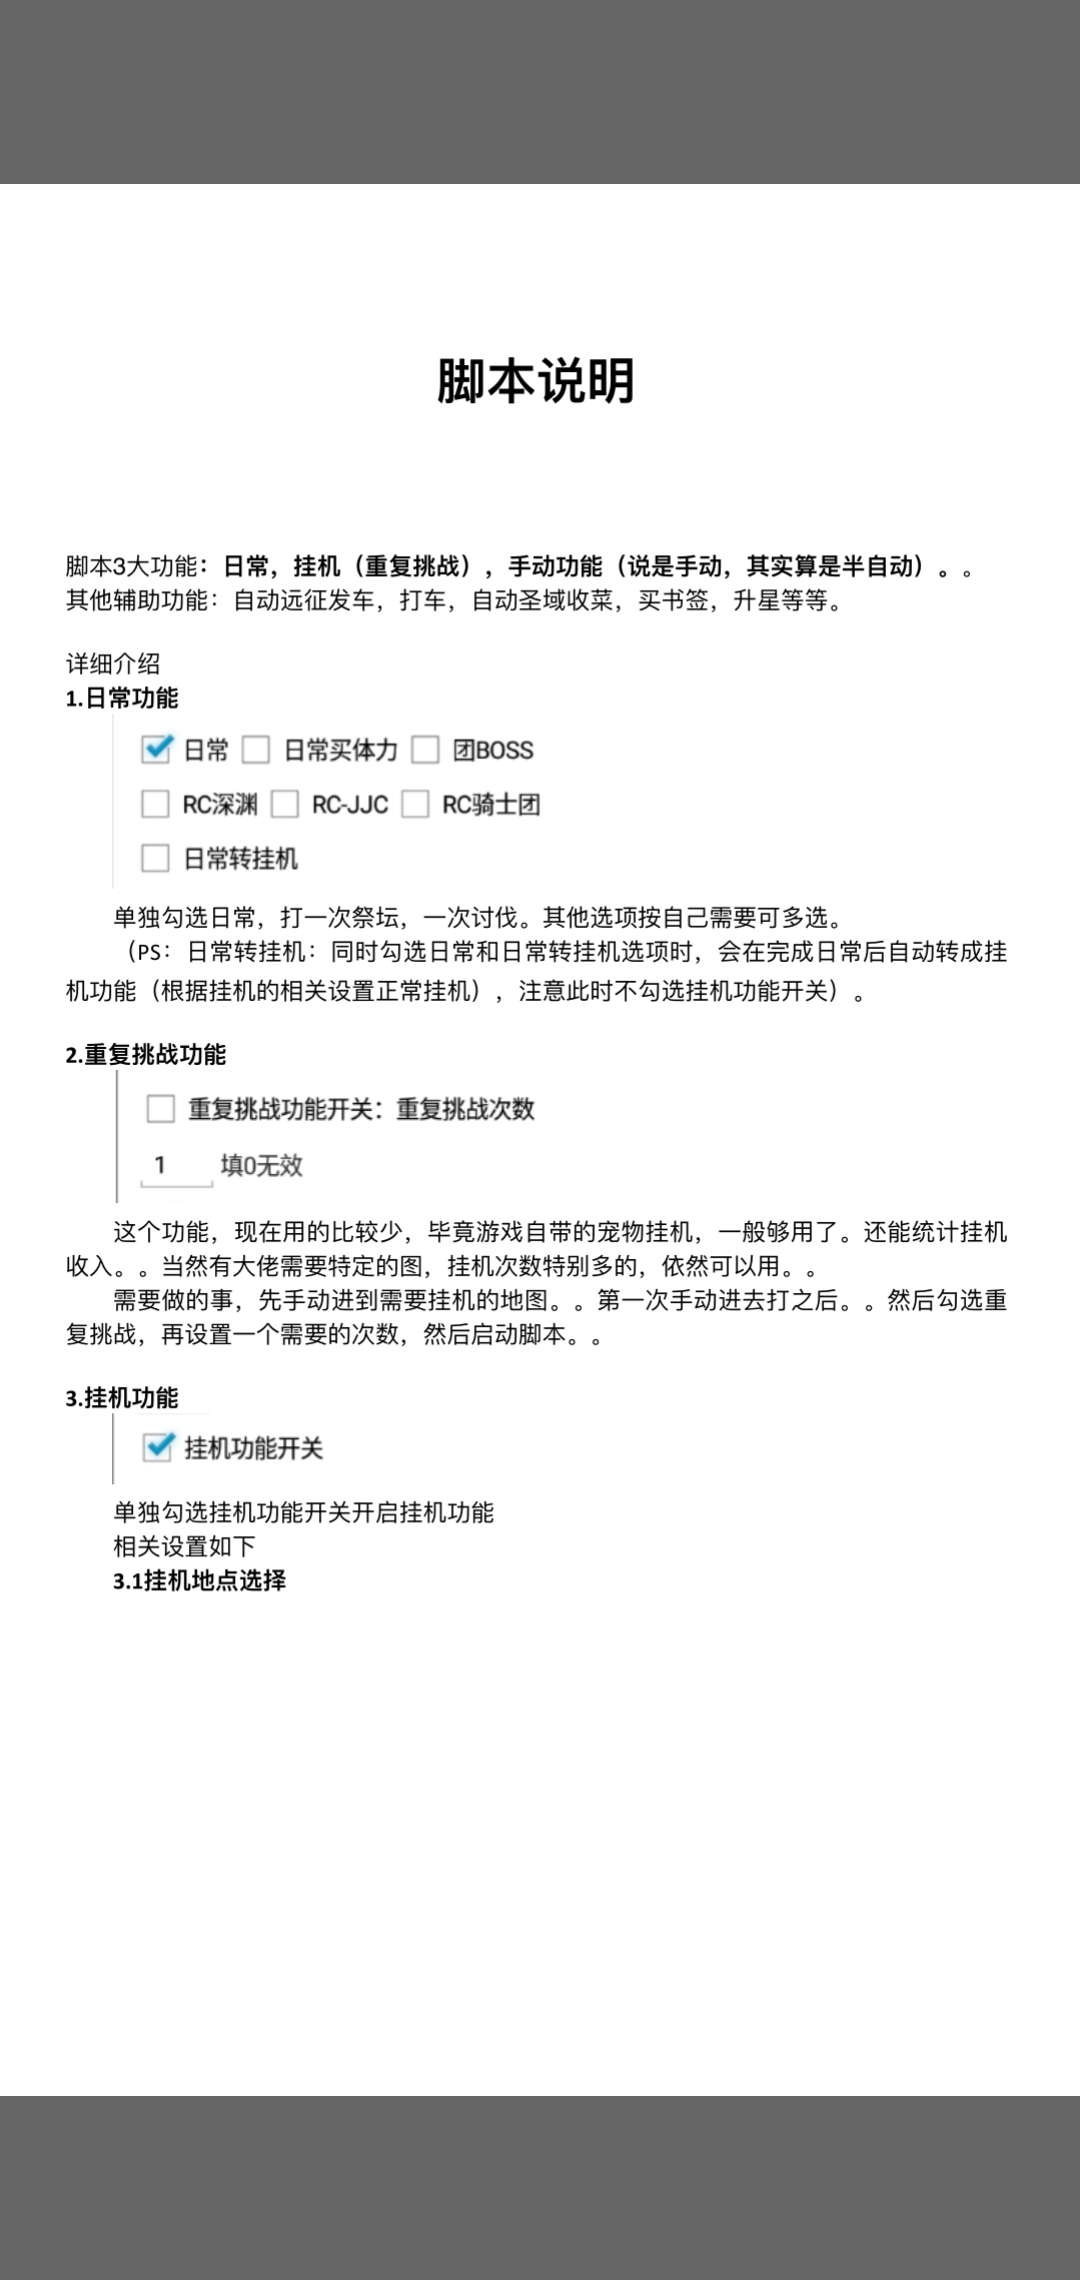 脚本说明
脚本3大功能：日常，挂机（重复挑战），手动功能（说是手动，其实算是半自动）。。
其他辅助功能：自动远征发车，打车，自动圣域收菜，买书签，升星等等。
详细介绍
1.日常功能
日常 日常买体力 团BOSS
RC深渊 RC-JJC RC骑士团
日常转挂机
单独勾选日常，打一次祭坛，一次讨伐。其他选项按自己需要可多选。
（PS：日常转挂机：同时勾选日常和日常转挂机选项时，会在完成日常后自动转成挂
机功能（根据挂机的相关设置正常挂机），注意此时不勾选挂机功能开关）。
2.重复挑战功能
重复挑战功能开关：重复挑战次数
1 填0无效
这个功能，现在用的比较少，毕竟游戏自带的宠物挂机，一般够用了。还能统计挂机
收入。。当然有大佬需要特定的图，挂机次数特别多的，依然可以用。。
需要做的事，先手动进到需要挂机的地图。。第一次手动进去打之后。。然后勾选重
复挑战，再设置一个需要的次数，然后启动脚本。。
3.挂机功能
挂机功能开关
单独勾选挂机功能开关开启挂机功能
相关设置如下
3.1挂机地点选择